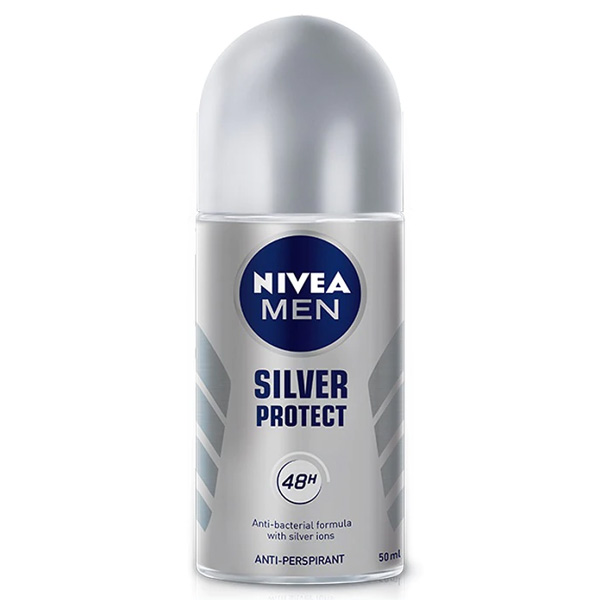 NIVEA
MEN
SILVER
PROTECT
48H
Anti-bacterial formula
with silver ions
ANTI-PERSPIRANT
50 ml